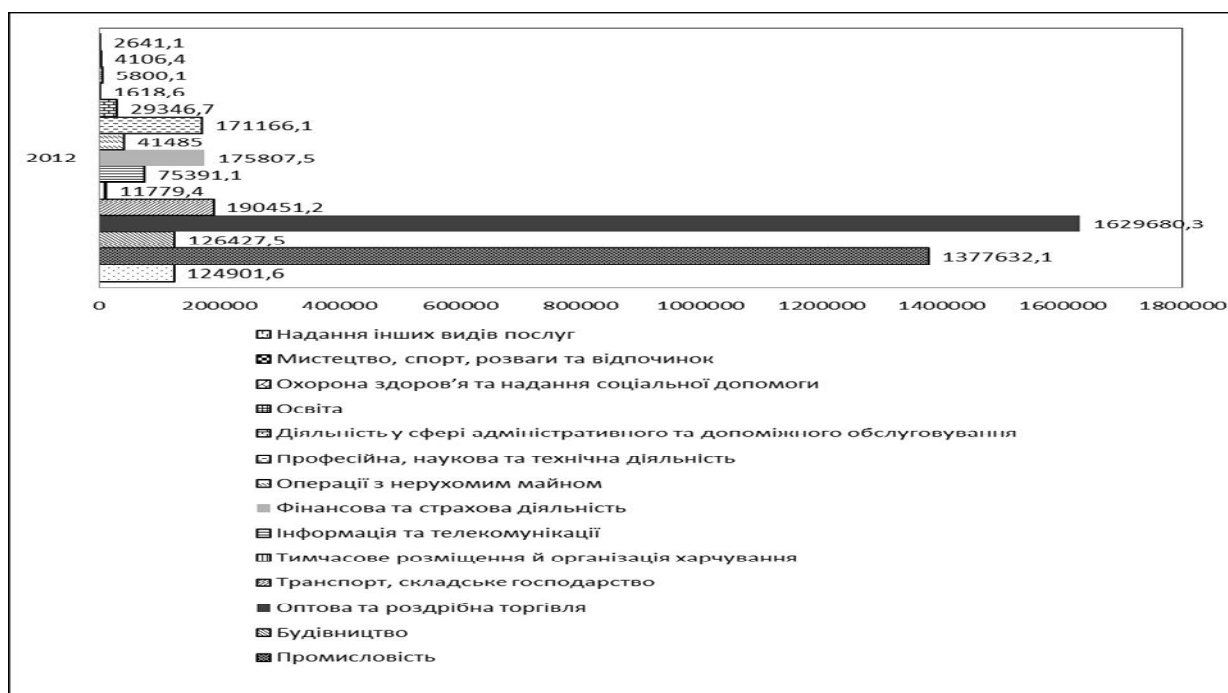 2641,1
4106,4
5800,1
1618,6
29346,7
171166,1
41485
2012
175807,5
75391,1
11779,4
190451,2
1629680,3
126427,5
1377632,1
124901,6
0 200000 400000 600000 800000 1000000 1200000 1400000 1600000 1800000
Надання інших видів послуг
Мистецтво, спорт, розваги та відпочинок
Охорона здоров’я та надання соціальної допомоги
Освіта
Діяльність у сфері адміністративного та допоміжного обслуговування
Професійна, наукова та технічна діяльність
Операції з нерухомим майном
Фінансова та страхова діяльність
Інформація та телекомунікації
Тимчасове розміщення й організація харчування
Транспорт, складське господарство
Оптова та роздрібна торгівля
Будівництво
Промисловість